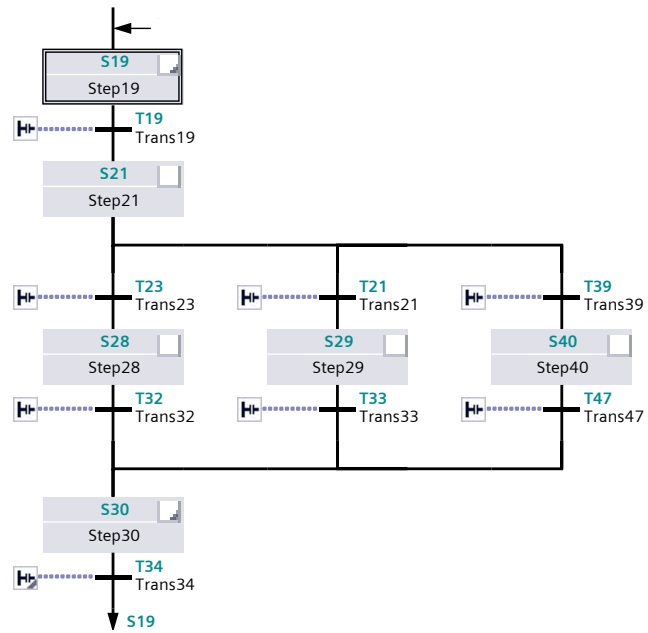 S19
Step19
T19
Trans19
S21
Step21
T23
Trans23
T21
Trans21
T39
Trans39
S28
Step28
S29
Step29
S40
Step40
T32
Trans32
T33
Trans33
T47
Trans47
S30
Step30
T34
Trans34
S19